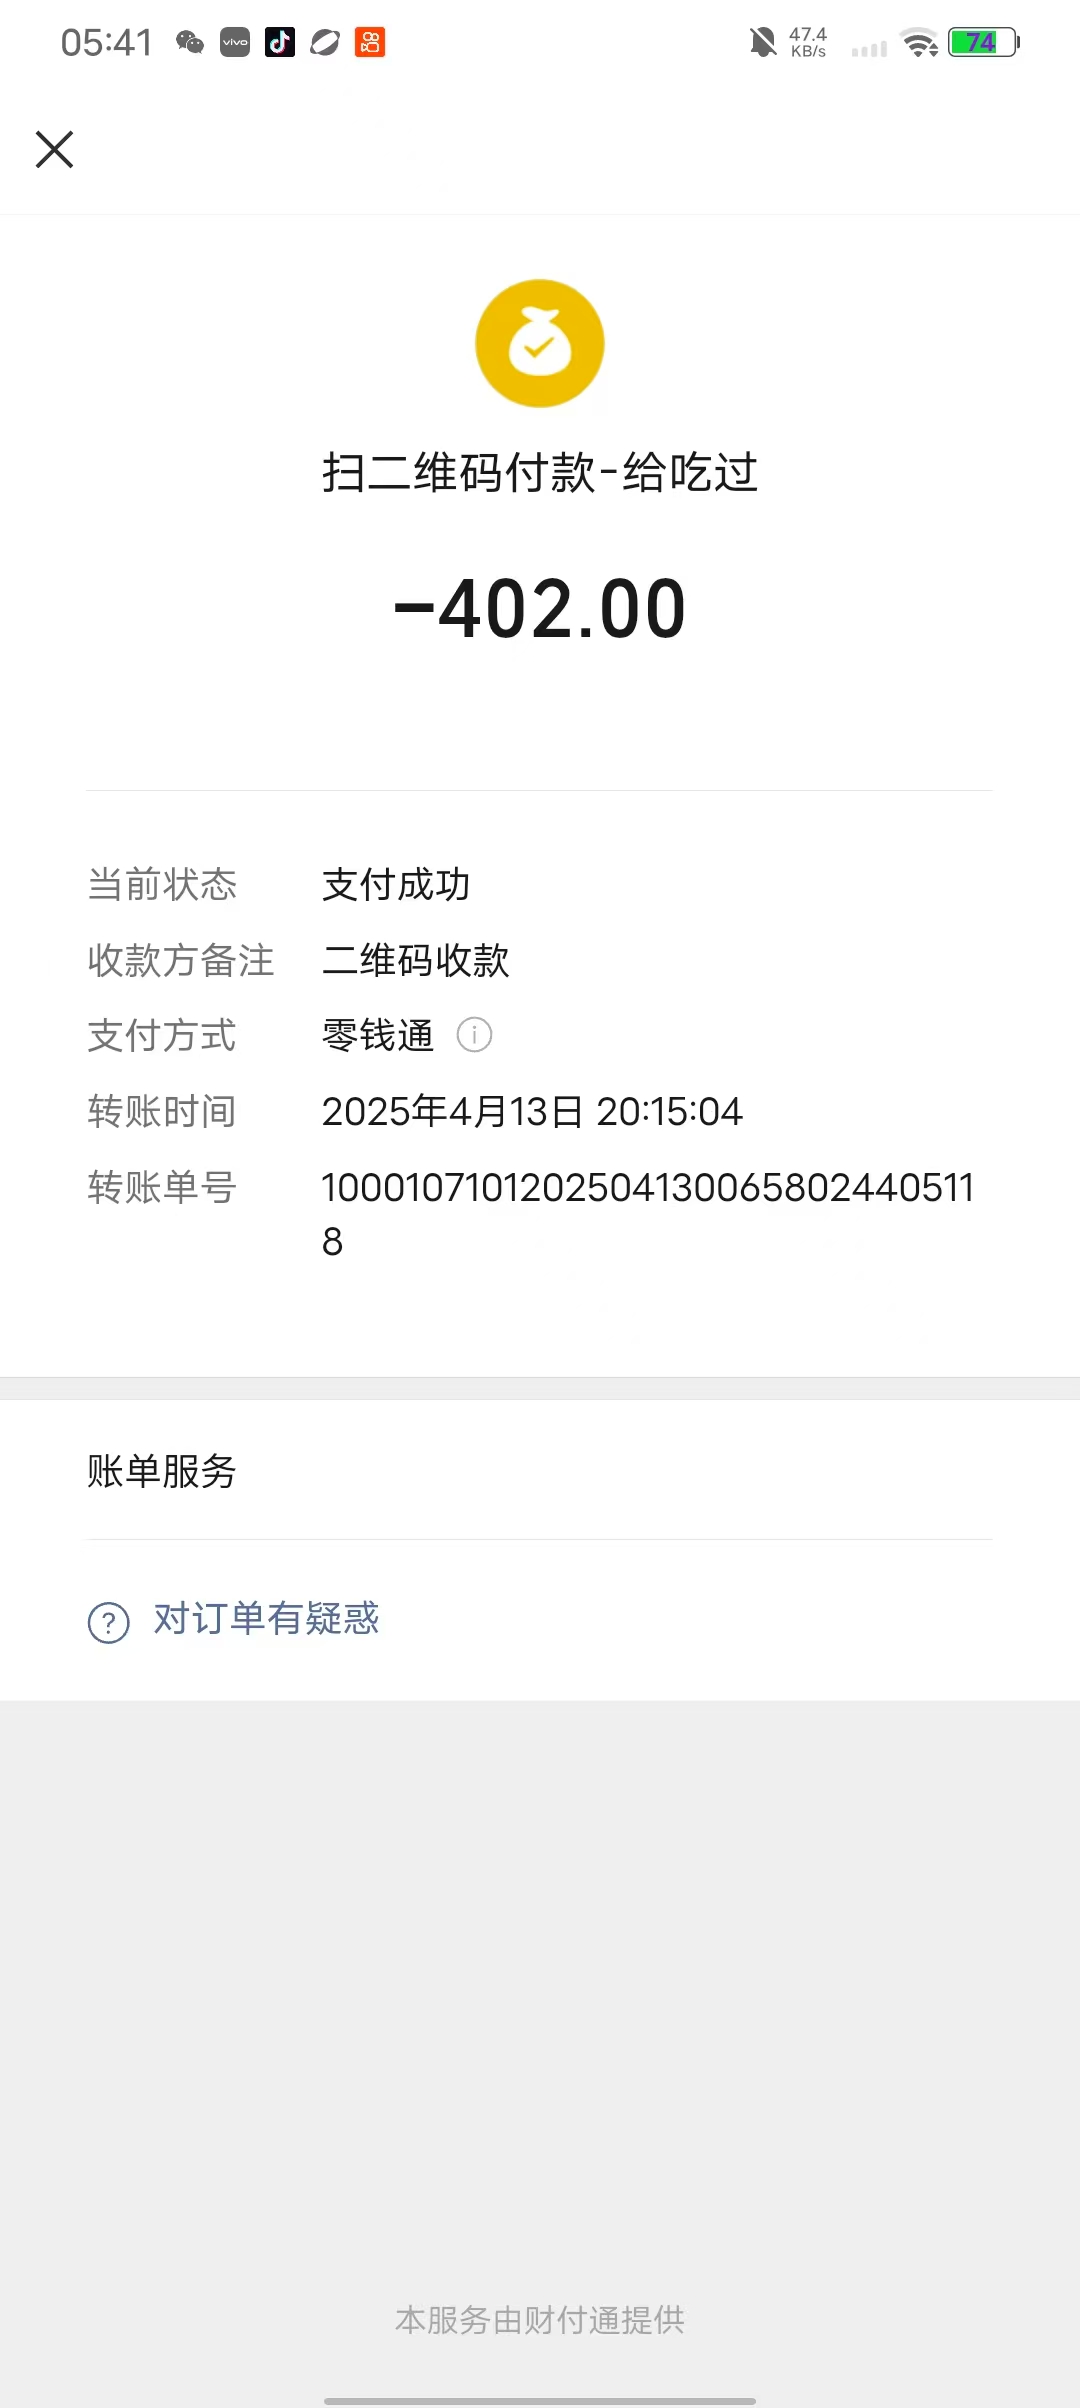 05:41
vivo
47.4
KB/s
74
扫二维码付款-给吃过
-402.00
当前状态 支付成功
收款方备注 二维码收款
支付方式 零钱通
转账时间 2025年4月13日 20:15:04
转账单号 100010710120250413006580244051​1
8
账单服务
对订单有疑惑
本服务由财付通提供